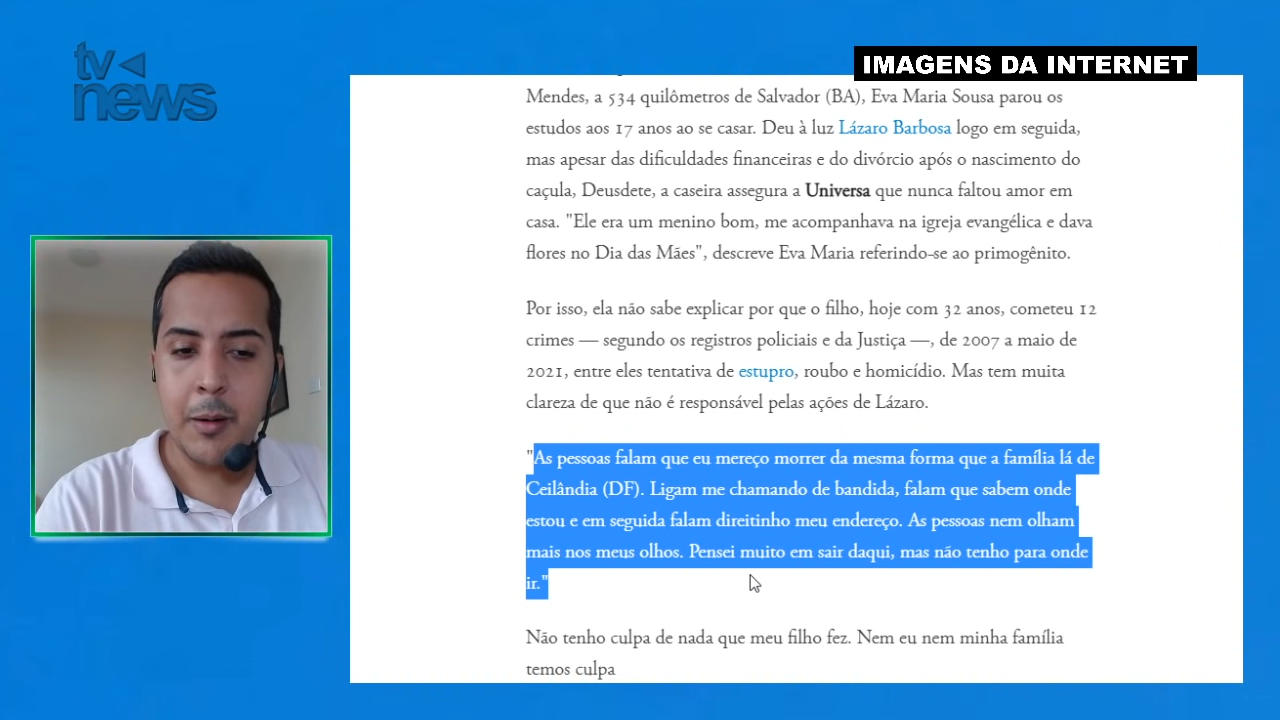 tv
news
IMAGENS DA INTERNET
Mendes, a 534 quilômetros de Salvador (BA), Eva Maria Sousa parou os
estudos aos 17 anos ao se casar. Deu à luz Lázaro Barbosa logo em seguida,
mas apesar das dificuldades financeiras e do divórcio após o nascimento do
caçula, Deusdete, a caseira assegura a Universa que nunca faltou amor em
casa. "Ele era um menino bom, me acompanhava na igreja evangélica e dava
flores no Dia das Mães", descreve Eva Maria referindo-se ao primogênito.
Por isso, ela não sabe explicar por que o filho, hoje com 32 anos, cometeu 12
crimes — segundo os registros policiais e da Justiça —, de 2007 a maio de
2021, entre eles tentativa de estupro, roubo e homicídio. Mas tem muita
clareza de que não é responsável pelas ações de Lázaro.
"As pessoas falam que eu mereço morrer da mesma forma que a família lá de
Ceilândia (DF). Ligam me chamando de bandida, falam que sabem onde
estou e em seguida falam direitinho meu endereço. As pessoas nem olham
mais nos meus olhos. Pensei muito em sair daqui, mas não tenho para onde
ir."
Não tenho culpa de nada que meu filho fez. Nem eu nem minha família
temos culpa